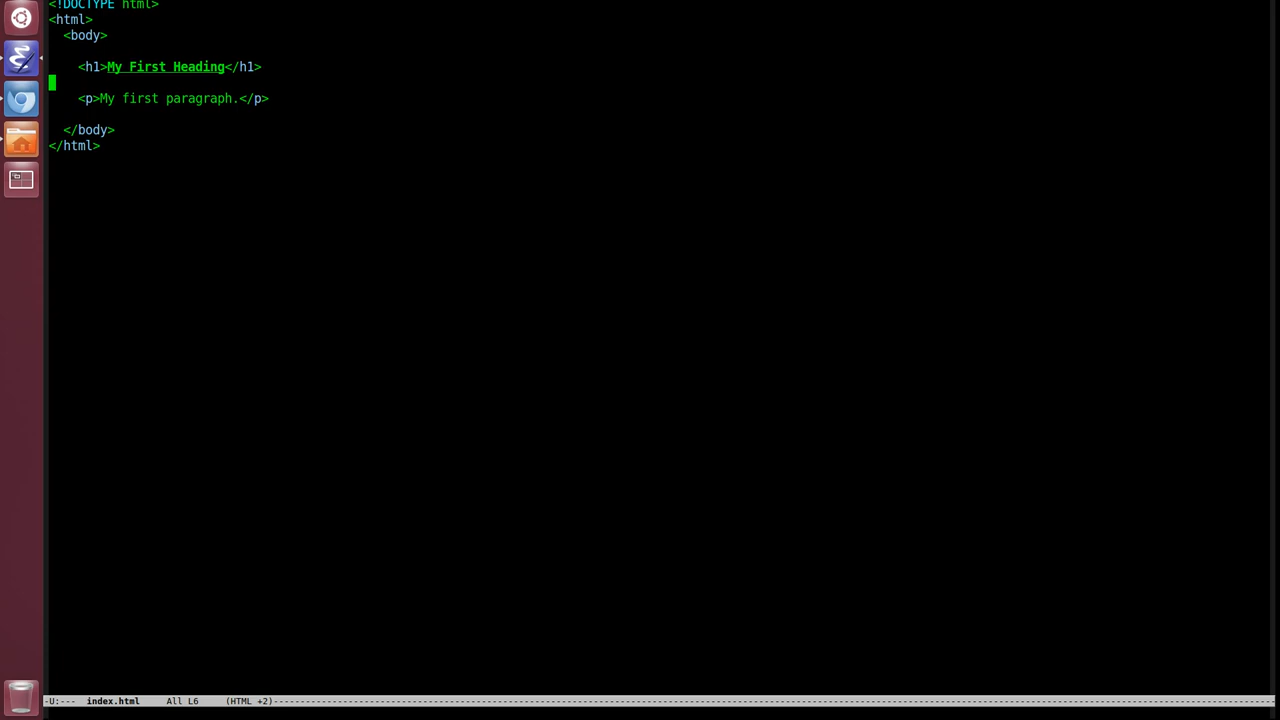 <!DOCTYPE html>
<html>
<body>
<h1>My First Heading</h1>
<p>My first paragraph.</p>
</body>
</html>
-U:--- index.html All L6 (HTML +2)--------------------------------------------------------------------------------------------------------------------------------------------